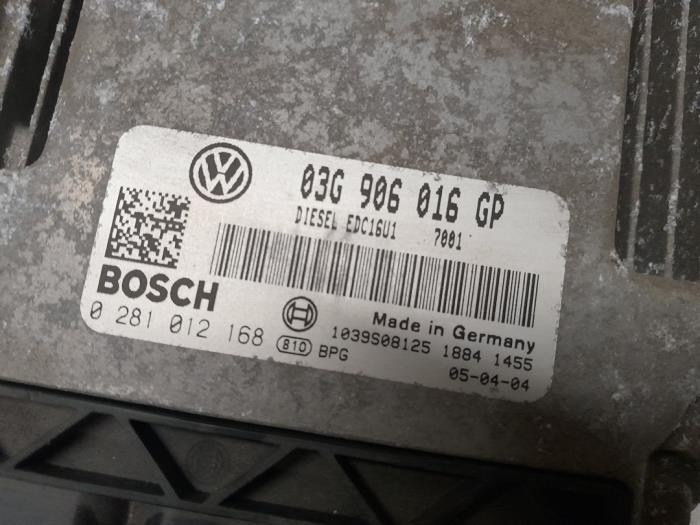 03G 906 016 GP
DIESEL EDC16U1 7001
BOSCH
0 281 012 168
Made in Germany
1039S08125 1884 1455
810 BPG
05-04-04